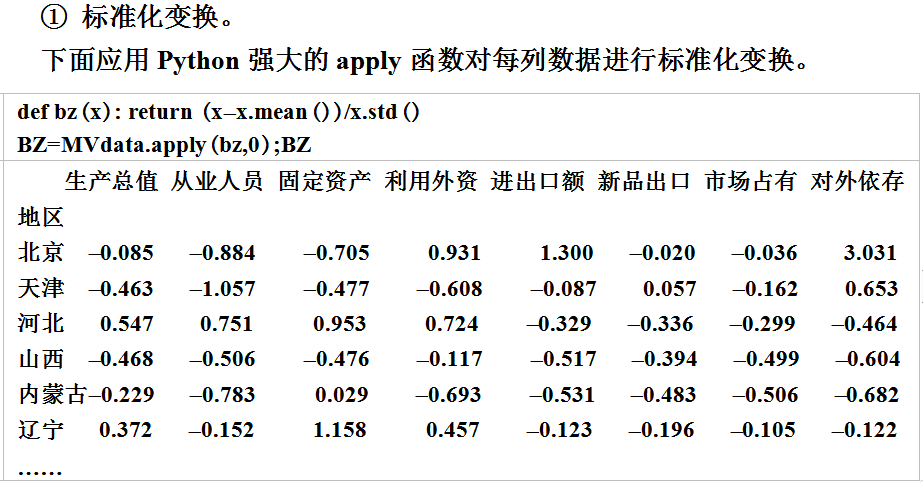 ① 标准化变换。
下面应用 Python 强大的 apply 函数对每列数据进行标准化变换。
def bz(x): return (x–x.mean())/x.std()
BZ=MVdata.apply(bz,0);BZ
生产总值 从业人员 固定资产 利用外资 进出口额 新品出口 市场占有 对外依存
地区
北京 –0.085 –0.884 –0.705 0.931 1.300 –0.020 –0.036 3.031
天津 –0.463 –1.057 –0.477 –0.608 –0.087 0.057 –0.162 0.653
河北 0.547 0.751 0.953 0.724 –0.329 –0.336 –0.299 –0.464
山西 –0.468 –0.506 –0.476 –0.117 –0.517 –0.394 –0.499 –0.604
内蒙古 –0.229 –0.783 0.029 –0.693 –0.531 –0.483 –0.506 –0.682
辽宁 0.372 –0.152 1.158 0.457 –0.123 –0.196 –0.105 –0.122
……